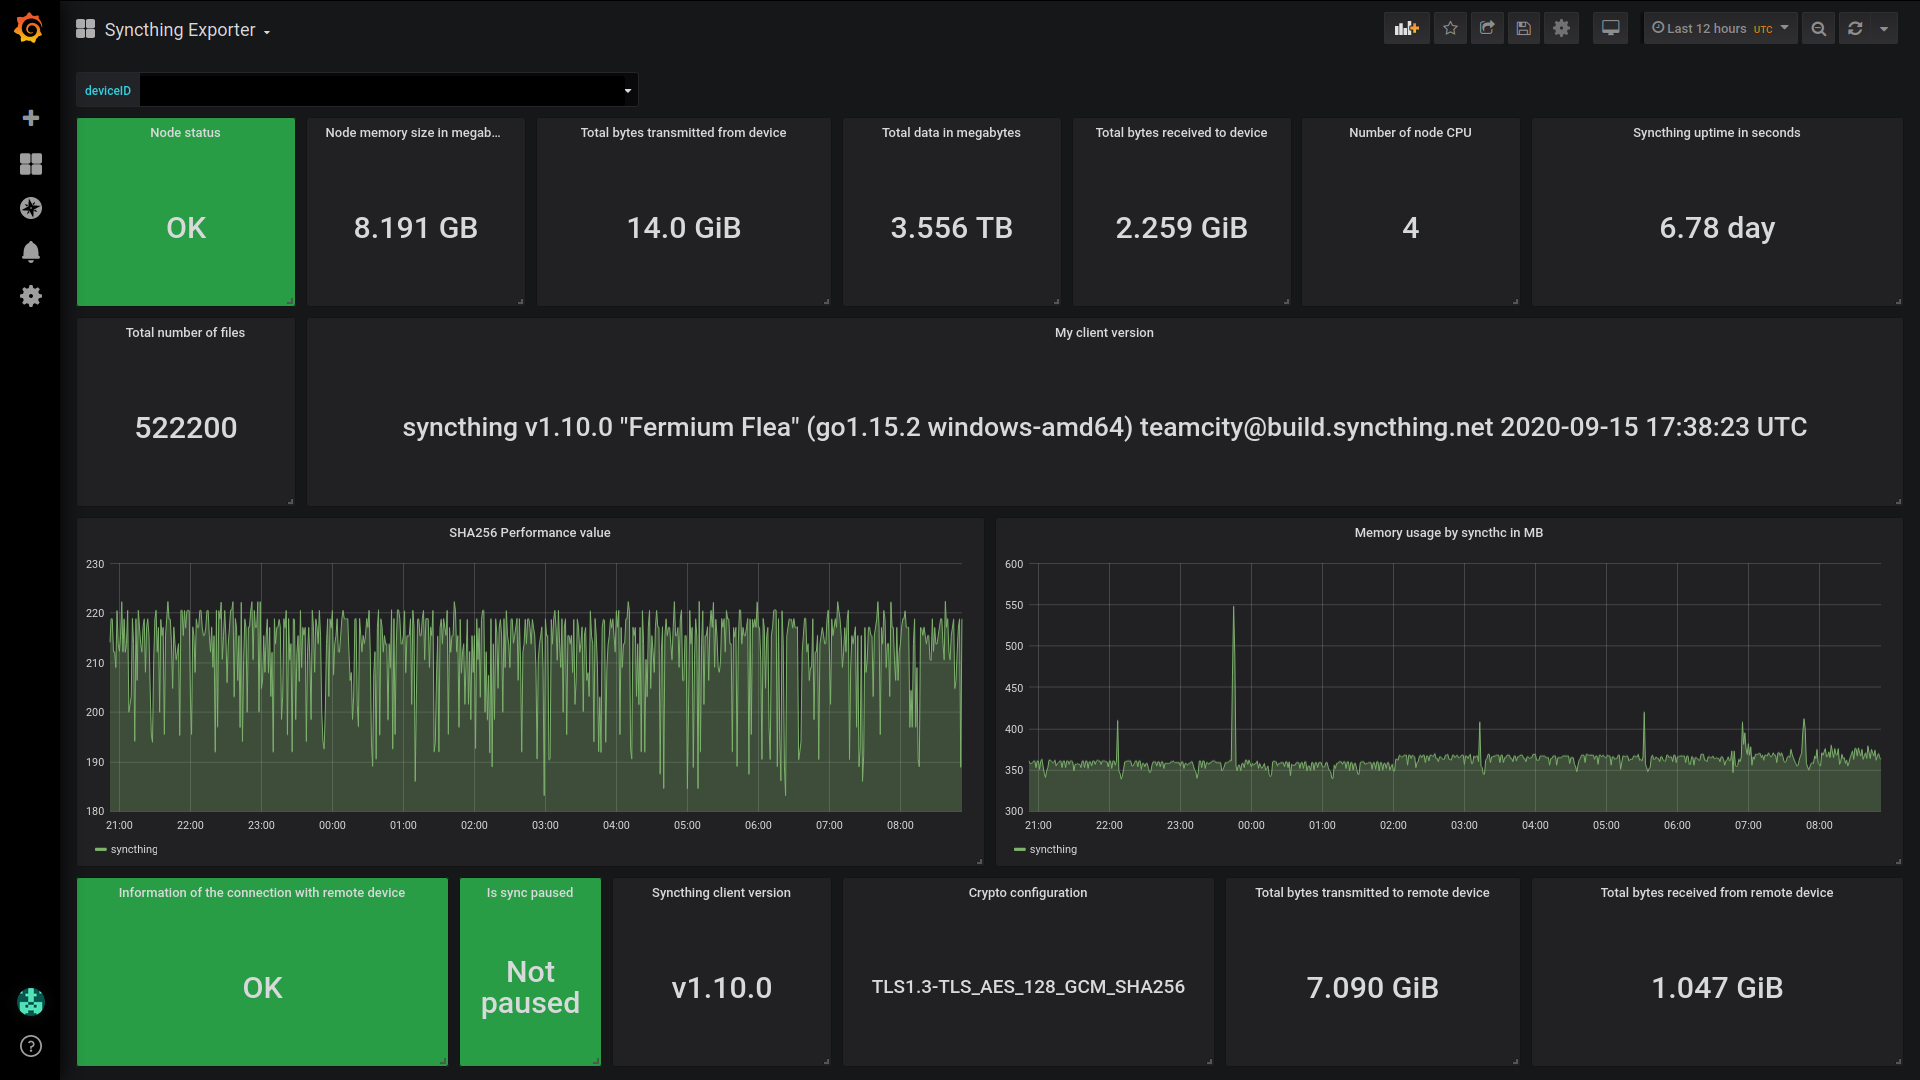 Syncthing Exporter
Last 12 hours UTC
deviceID
Node status
OK
Node memory size in megab...
8.191 GB
Total bytes transmitted from device
14.0 GiB
Total data in megabytes
3.556 TB
Total bytes received to device
2.259 GiB
Number of node CPU
4
Syncthing uptime in seconds
6.78 day
Total number of files
522200
My client version
syncthing v1.10.0 "Fermium Flea" (go1.15.2 windows-amd64) teamcity@build.syncthing.net 2020-09-15 17:38:23 UTC
SHA256 Performance value
230
220
210
200
190
180
21:00 22:00 23:00 00:00 01:00 02:00 03:00 04:00 05:00 06:00 07:00 08:00
syncthing
Memory usage by syncthc in MB
600
550
500
450
400
350
300
21:00 22:00 23:00 00:00 01:00 02:00 03:00 04:00 05:00 06:00 07:00 08:00
syncthing
Information of the connection with remote device
OK
Is sync paused
Not
paused
Syncthing client version
v1.10.0
Crypto configuration
TLS1.3-TLS_AES_128_GCM_SHA256
Total bytes transmitted to remote device
7.090 GiB
Total bytes received from remote device
1.047 GiB